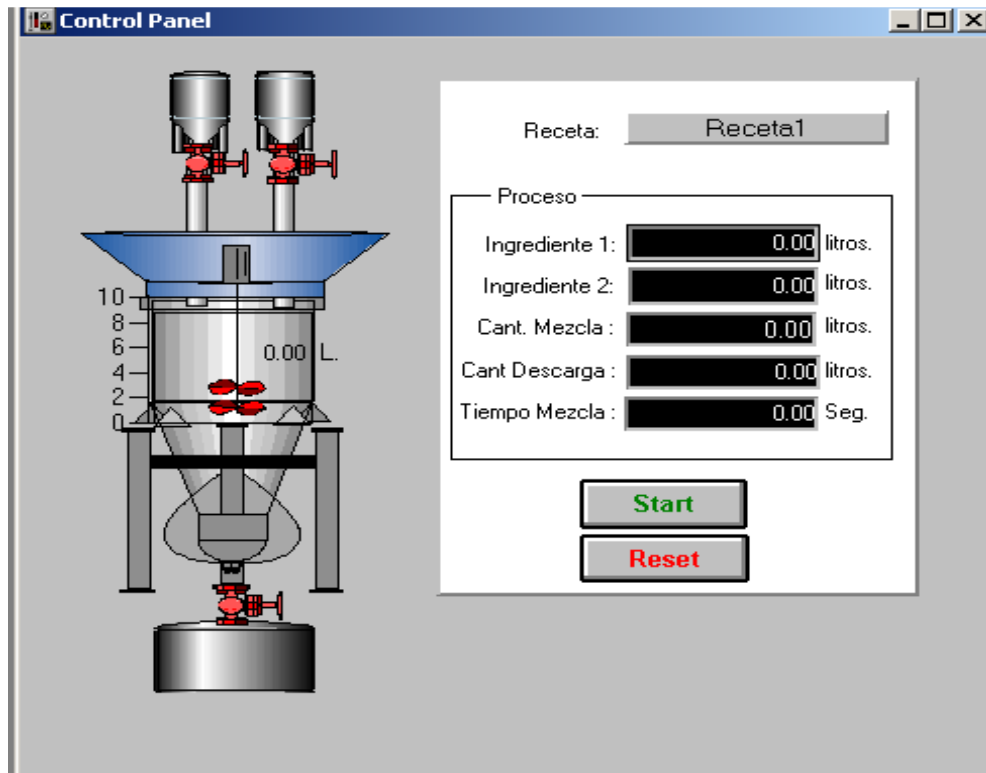 Control Panel
Receta: Receta1
Proceso
Ingrediente 1: 0.00 litros.
Ingrediente 2: 0.00 litros.
Cant. Mezcla : 0.00 litros.
Cant Descarga : 0.00 litros.
Tiempo Mezcla : 0.00 Seg.
Start
Reset
10
8
6
0.00 L.
4
2
0